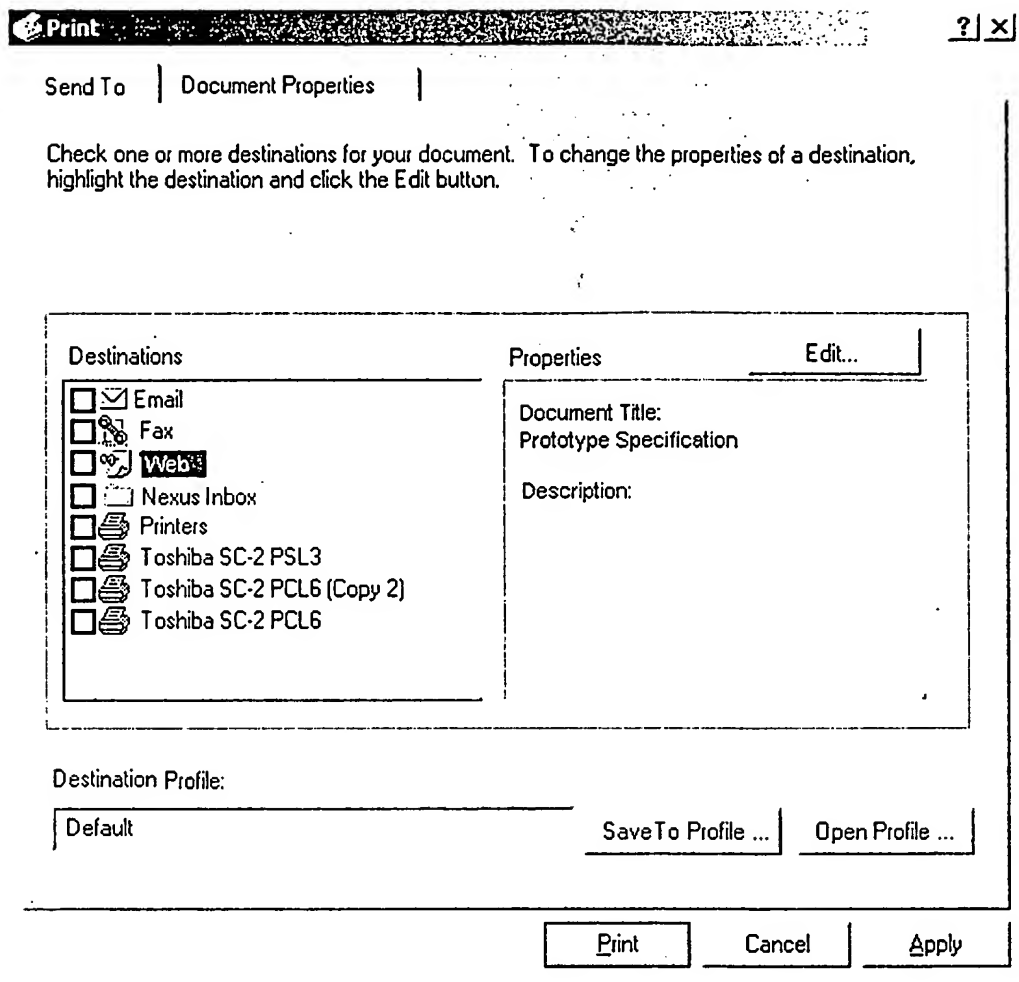 Print ? ×
Send To Document Properties
Check one or more destinations for your document. To change the properties of a destination,
highlight the destination and click the Edit button.
Destinations Properties Edit...
Email
Fax
Web
Nexus Inbox
Printers
Toshiba SC-2 PSL3
Toshiba SC-2 PCL6 (Copy 2)
Toshiba SC-2 PCL6
Document Title:
Prototype Specification
Description:
Destination Profile:
Default SaveTo Profile ... Open Profile ...
Print Cancel Apply